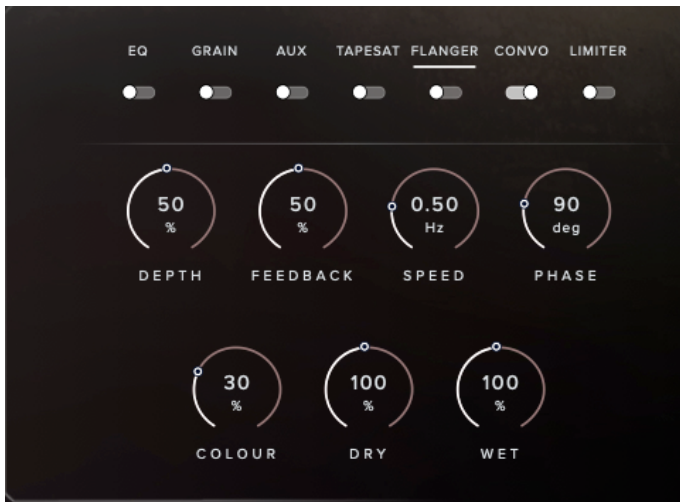 EQ GRAIN AUX TAPESAT FLANGER CONVO LIMITER
50 50 0.50 90
% % Hz deg
DEPTH FEEDBACK SPEED PHASE
30 100 100
% % %
COLOUR DRY WET